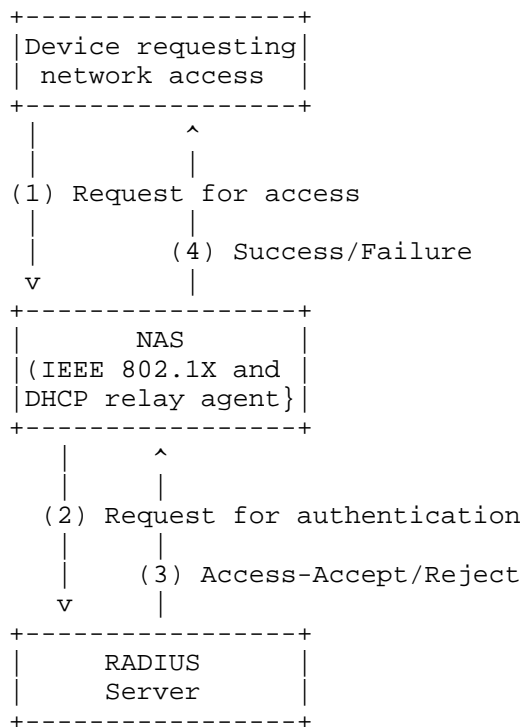 Device requesting
network access
(1) Request for access
(4) Success/Failure
NAS
(IEEE 802.1X and
DHCP relay agent}
(2) Request for authentication
(3) Access-Accept/Reject
RADIUS
Server